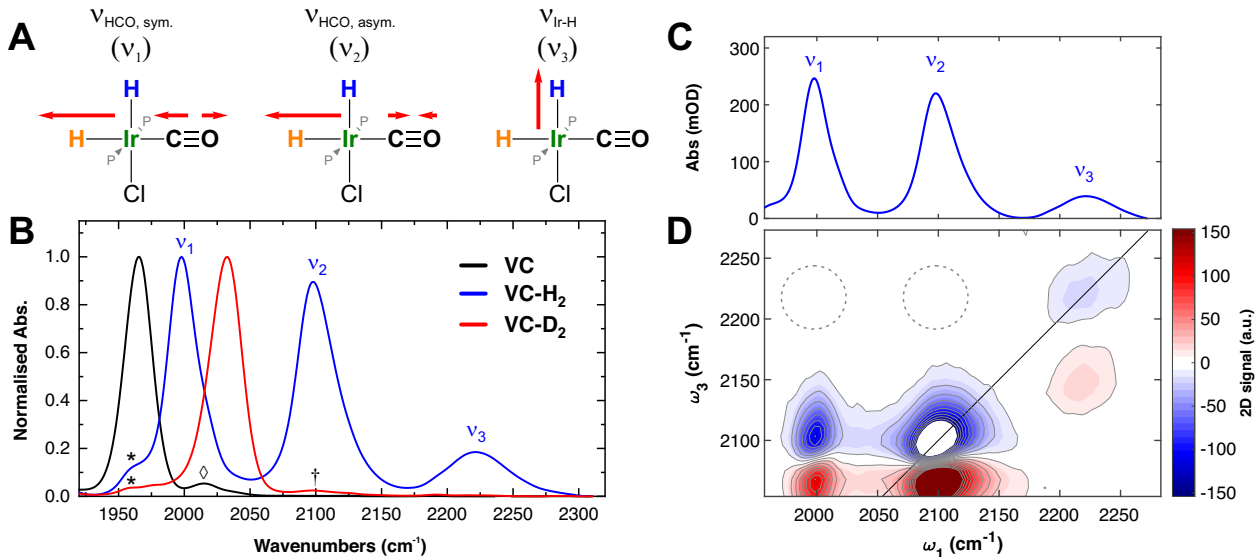 A
νHCO, sym.
(ν1)
νHCO, asym.
(ν2)
νIr-H
(ν3)
H
H
Ir
P
P
C≡O
Cl
H
H
Ir
P
P
C≡O
Cl
H
H
Ir
P
P
C≡O
Cl
B
Normalised Abs.
1.0
0.8
0.6
0.4
0.2
0.0
ν1
ν2
ν3
VC
VC-H2
VC-D2
*
*
◊
†
1950 2000 2050 2100 2150 2200 2250 2300
Wavenumbers (cm-1)
C
Abs (mOD)
300
200
100
0
ν1
ν2
ν3
D
ω3 (cm-1)
2250
2200
2150
2100
2000 2050 2100 2150 2200 2250
ω1 (cm-1)
150
100
50
0
-50
-100
-150
2D signal (a.u.)